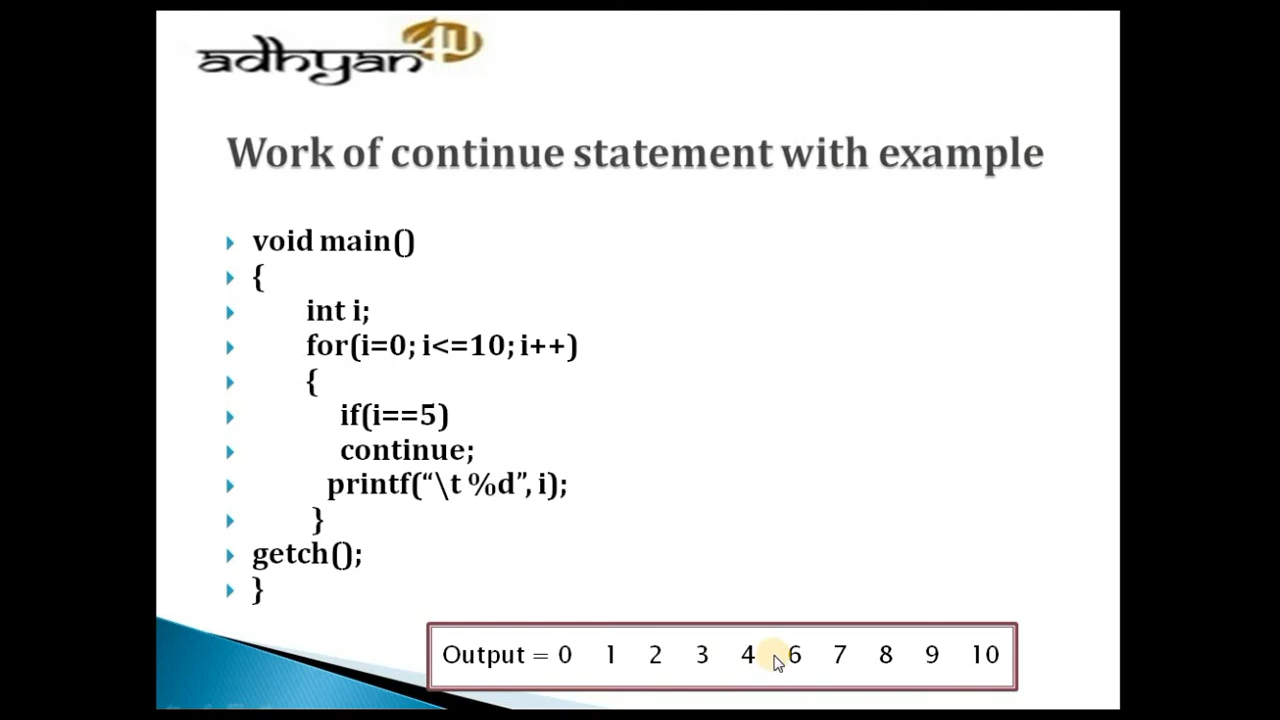 adhyan 4U
Work of continue statement with example
void main()
{
int i;
for(i=0; i<=10; i++)
{
if(i==5)
continue;
printf(“\t %d”, i);
}
getch();
}
Output = 0 1 2 3 4 6 7 8 9 10